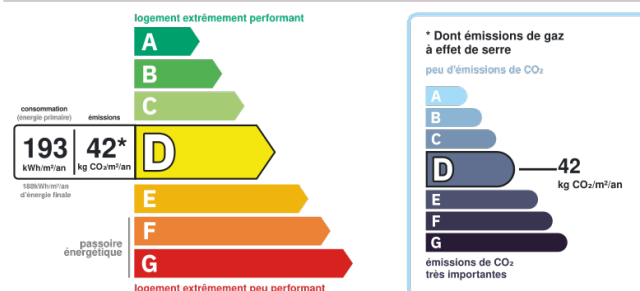 logement extrêmement performant
A
B
C
consommation
(énergie primaire)
émissions
193
kWh/m²/an
42*
kg CO₂/m²/an
D
188kWh/m²/an
d'énergie finale
E
F
G
passoire
énergétique
logement extrêmement peu performant
* Dont émissions de gaz
à effet de serre
peu d'émissions de CO₂
A
B
C
D
42
kg CO₂/m²/an
E
F
G
émissions de CO₂
très importantes